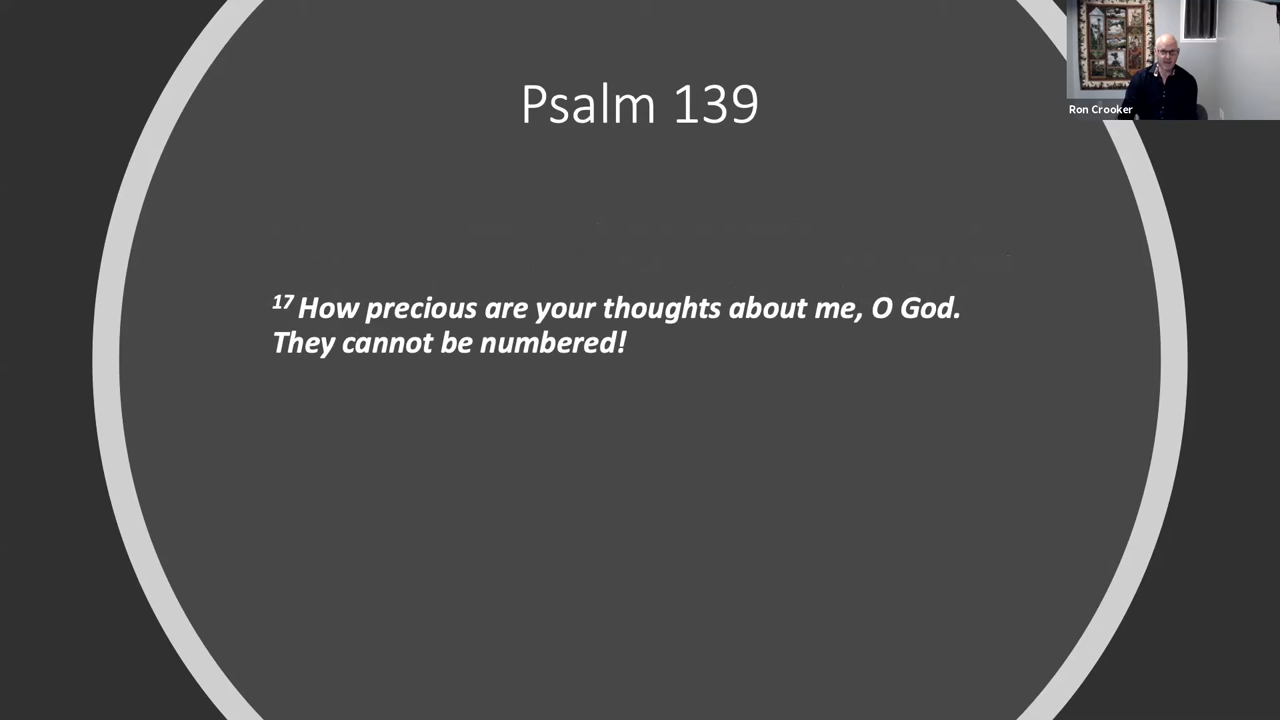 Psalm 139
Ron Crooker
17 How precious are your thoughts about me, O God.
They cannot be numbered!